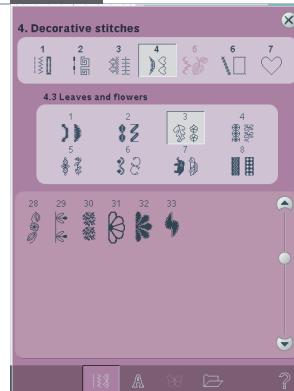 4. Decorative stitches
1 2 3 4 5 6 7
4.3 Leaves and flowers
1 2 3 4
5 6 7 8
28 29 30 31 32 33
A ?